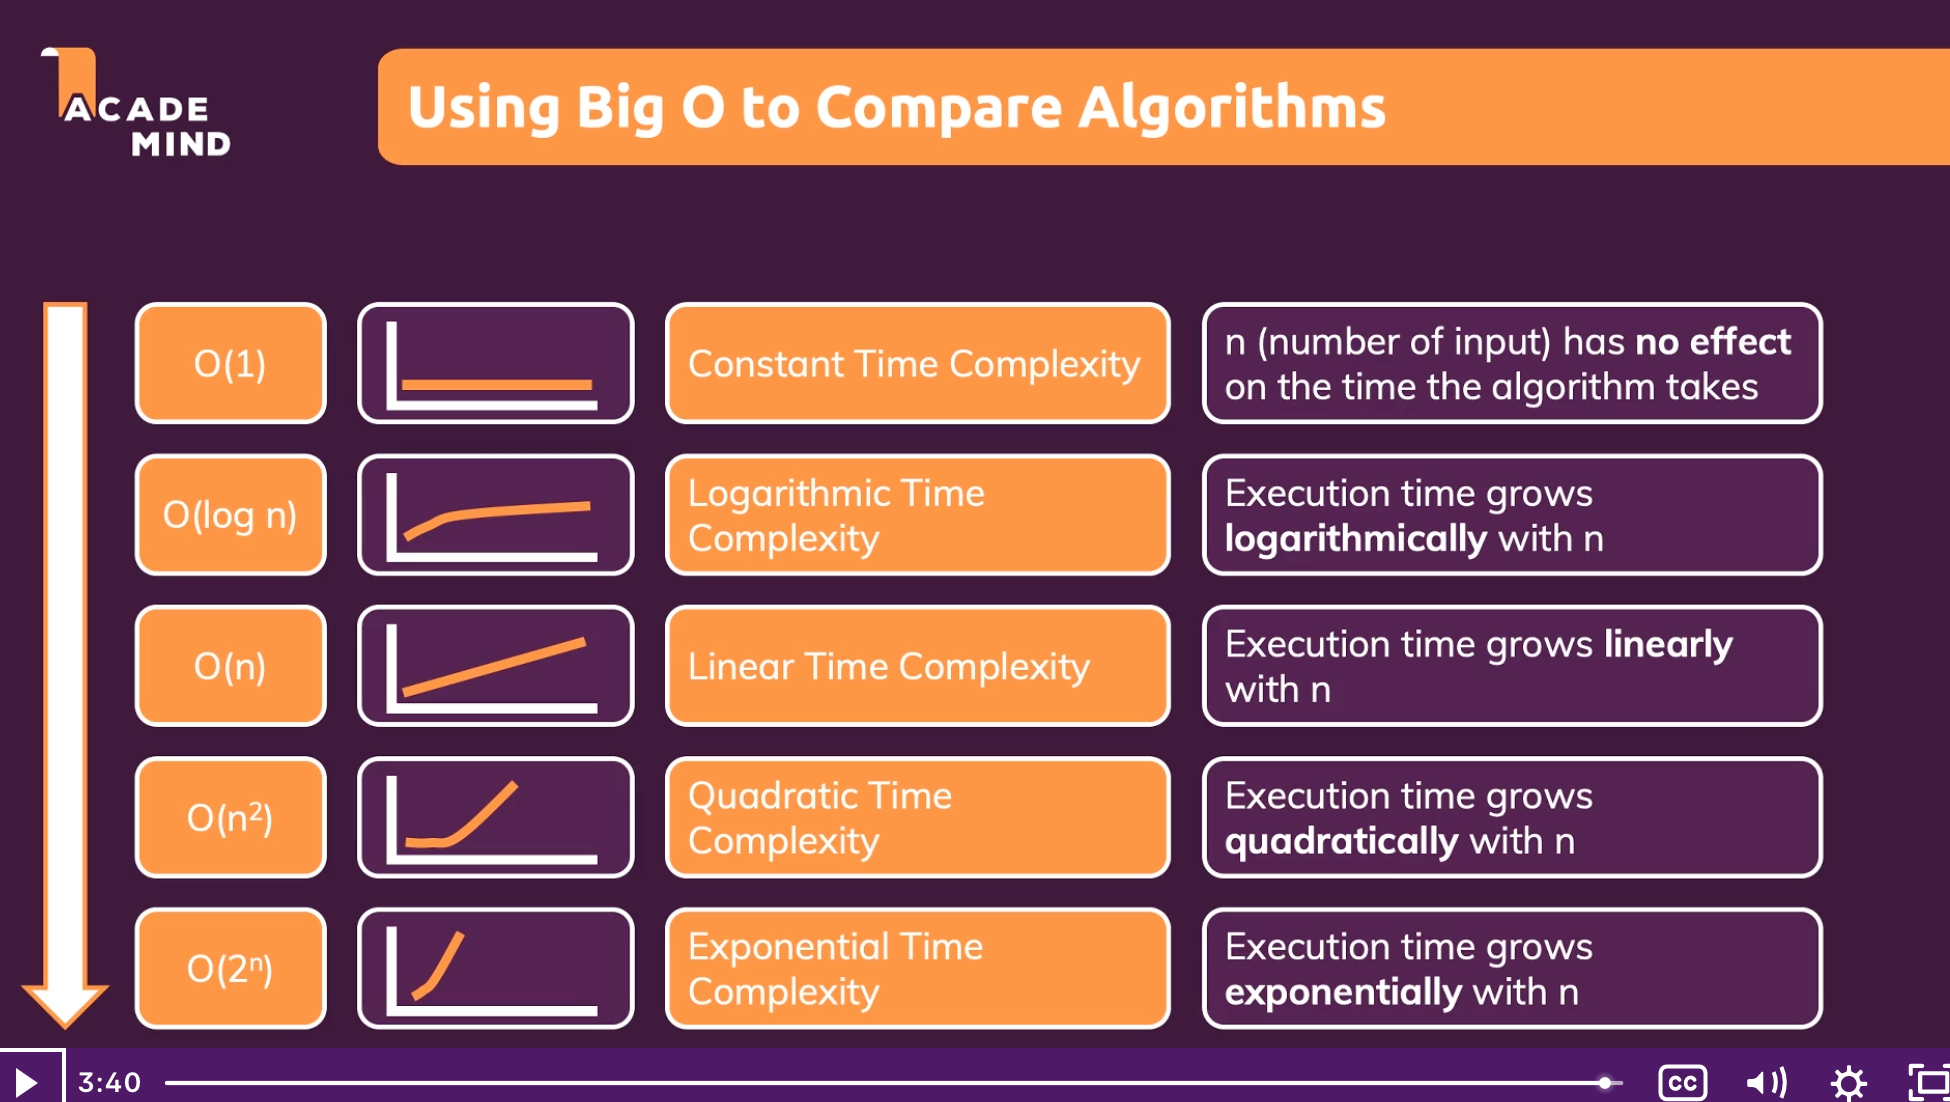 ACADE
MIND
Using Big O to Compare Algorithms
O(1)
Constant Time Complexity
n (number of input) has no effect
on the time the algorithm takes
O(log n)
Logarithmic Time
Complexity
Execution time grows
logarithmically with n
O(n)
Linear Time Complexity
Execution time grows linearly
with n
O(n²)
Quadratic Time
Complexity
Execution time grows
quadratically with n
O(2ⁿ)
Exponential Time
Complexity
Execution time grows
exponentially with n
3:40
CC